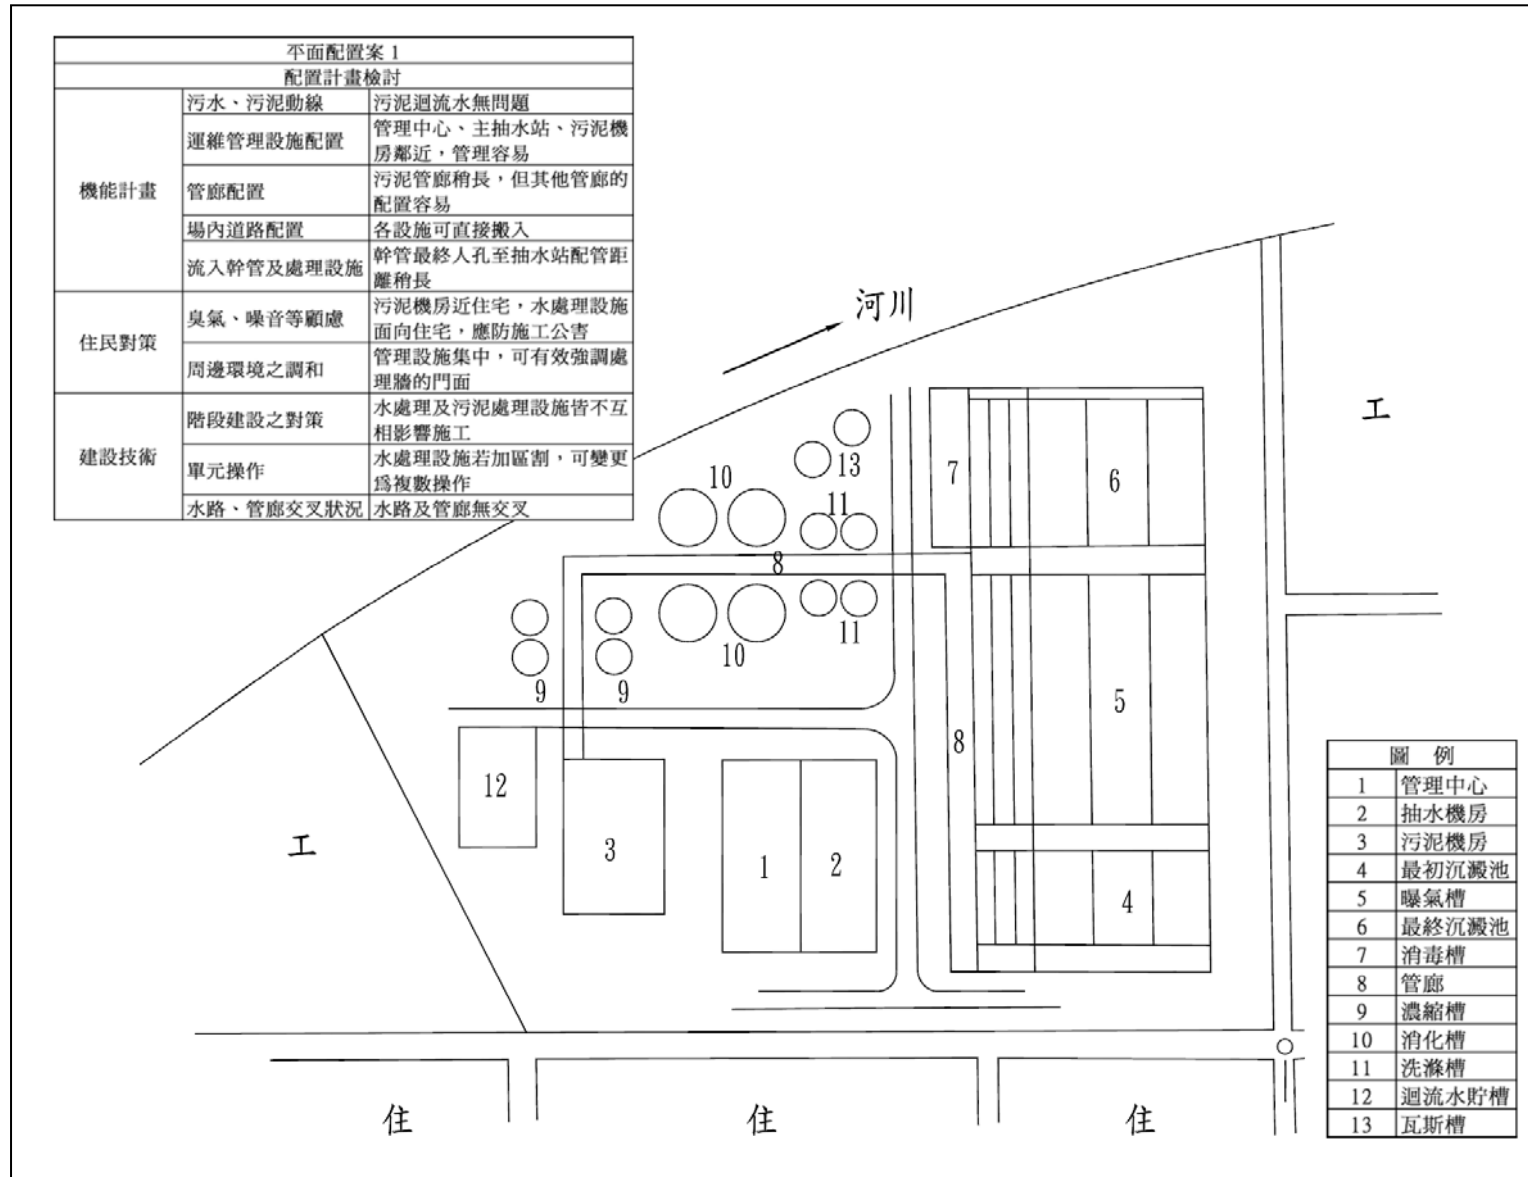 平面配置案 1
配置計畫檢討
機能計畫
污水、污泥動線
污泥迴流水無問題
運維管理設施配置
管理中心、主抽水站、污泥機
房鄰近，管理容易
管廊配置
污泥管廊稍長，但其他管廊的
配置容易
場內道路配置
各設施可直接搬入
流入幹管及處理設施
幹管最終人孔至抽水站配管距
離稍長
住民對策
臭氣、噪音等顧慮
污泥機房近住宅，水處理設施
面向住宅，應防施工公害
周邊環境之調和
管理設施集中，可有效強調處
理牆的門面
建設技術
階段建設之對策
水處理及污泥處理設施皆不互
相影響施工
單元操作
水處理設施若加區割，可變更
爲複數操作
水路、管廊交叉狀況
水路及管廊無交叉
河川
工
13
7
6
10
11
8
11
10
9
9
5
8
12
3
1
2
4
工
住
住
住
圖 例
1 管理中心
2 抽水機房
3 污泥機房
4 最初沉澱池
5 曝氣槽
6 最終沉澱池
7 消毒槽
8 管廊
9 濃縮槽
10 消化槽
11 洗滌槽
12 迴流水貯槽
13 瓦斯槽